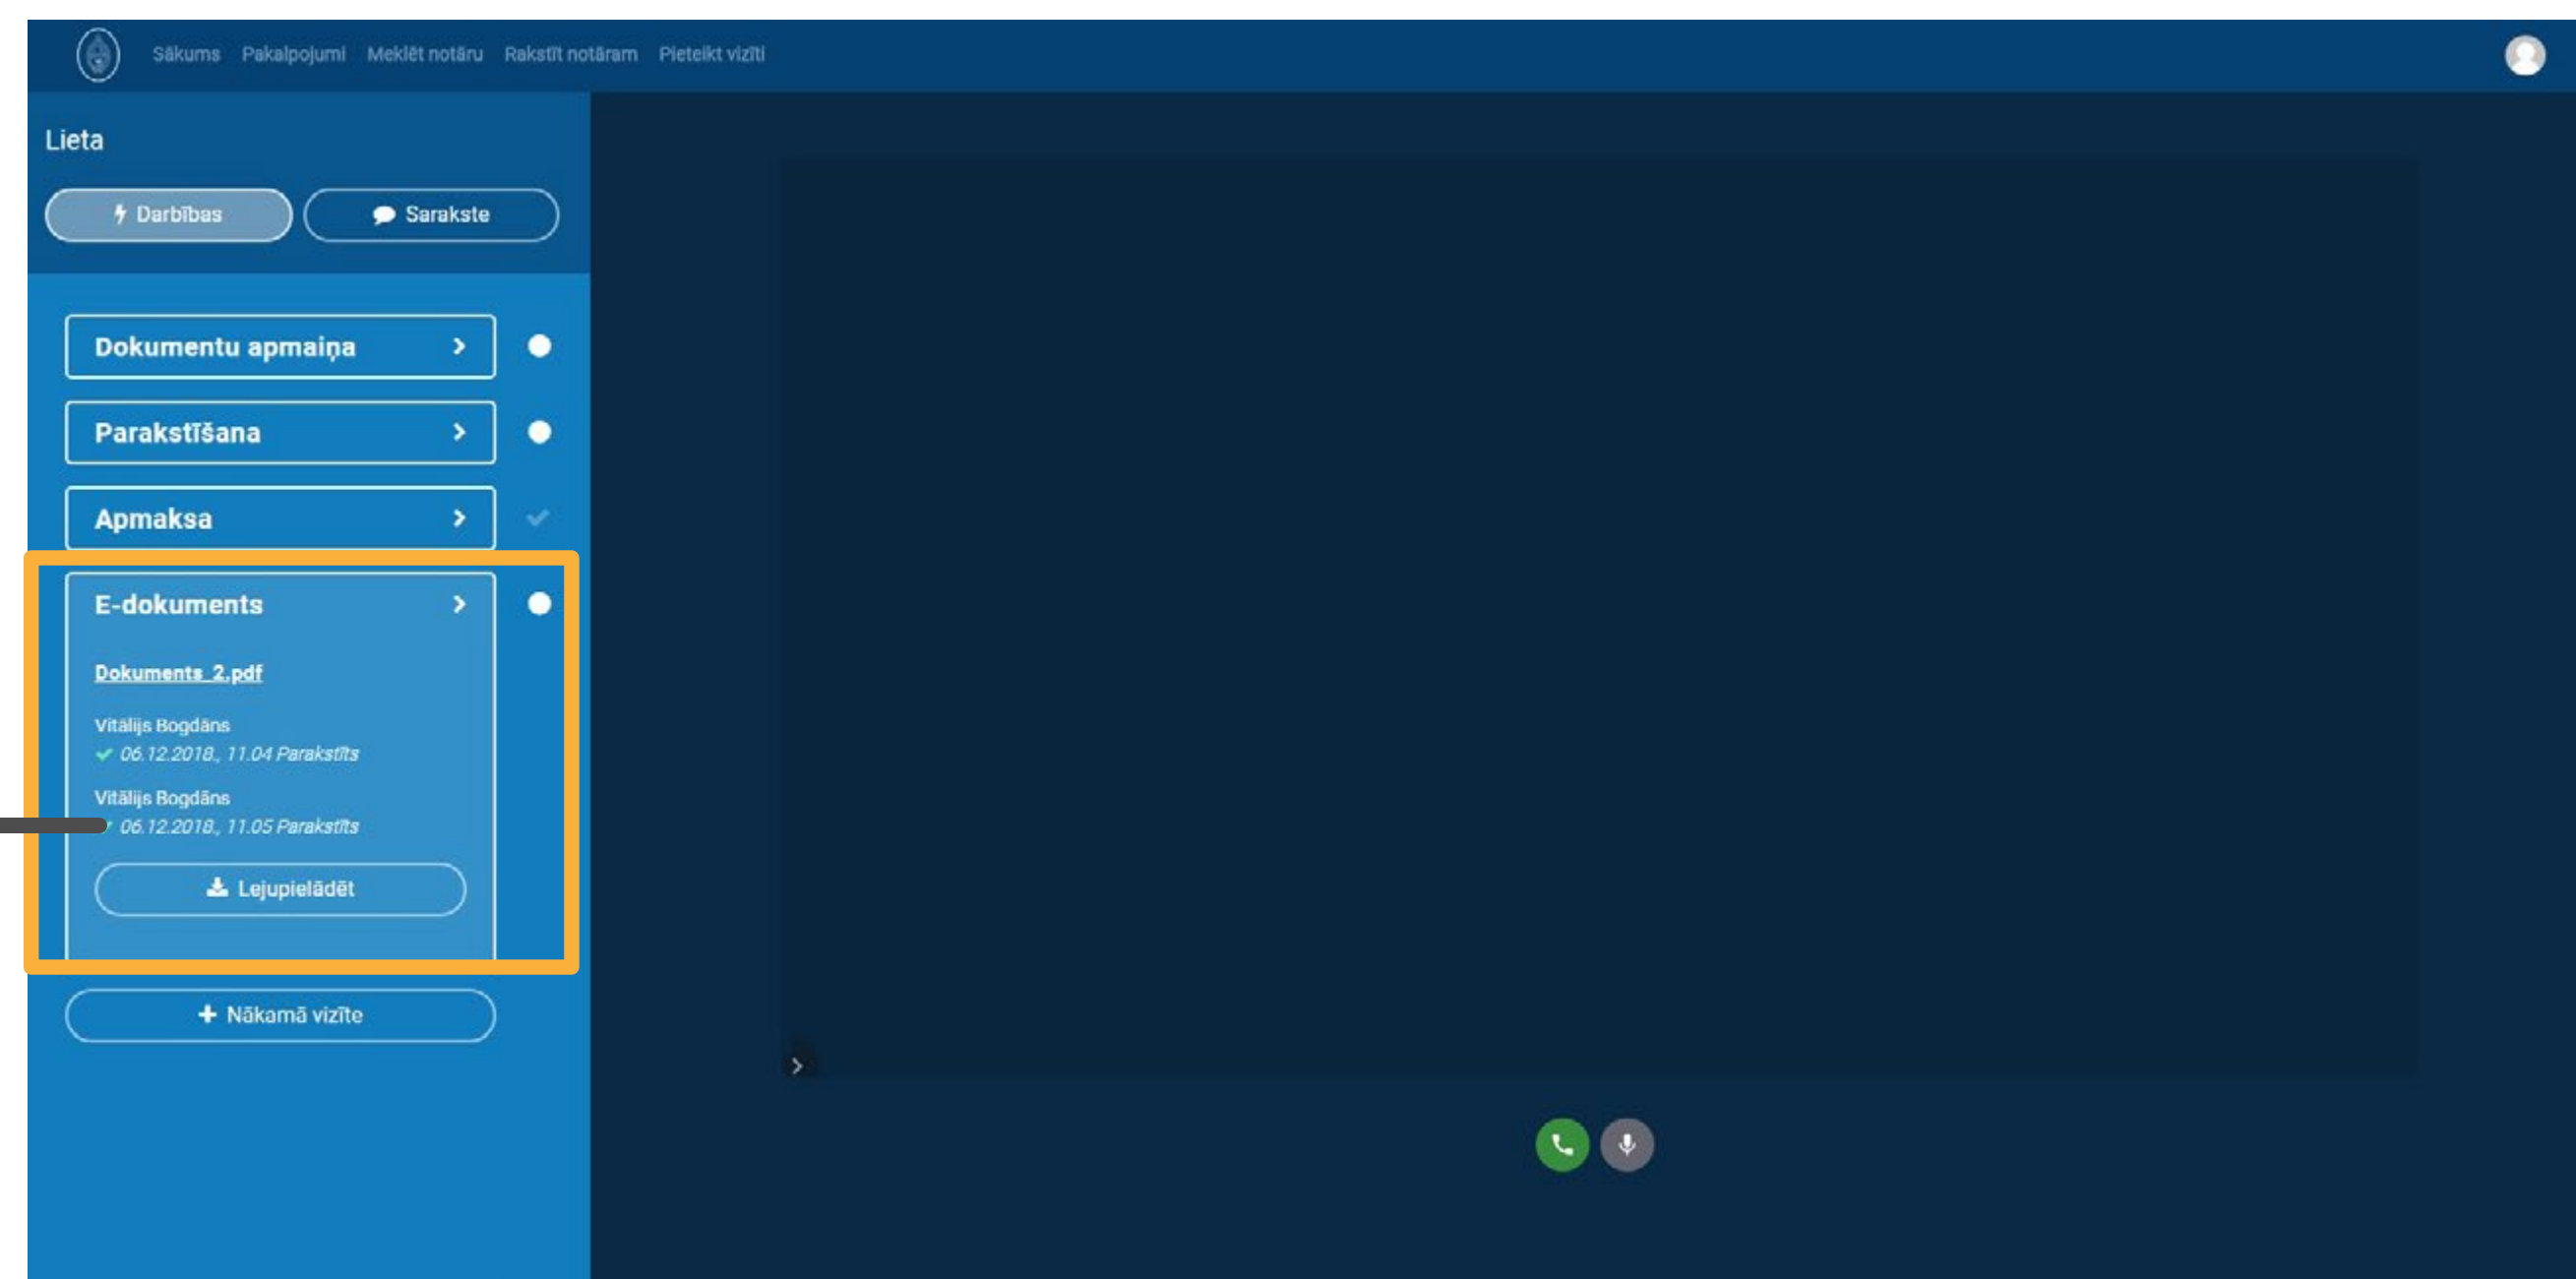 Sākums Pakalpojumi Meklēt notāru Rakstīt notāram Pieteikt vizīti
Lieta
Darbības Sarakste
Dokumentu apmaiņa
Parakstīšana
Apmaksa
E-dokuments
Dokuments_2.pdf
Vitālijs Bogdāns
06.12.2018., 11.04 Parakstīts
Vitālijs Bogdāns
06.12.2018., 11.05 Parakstīts
Lejupielādēt
+ Nākamā vizīte